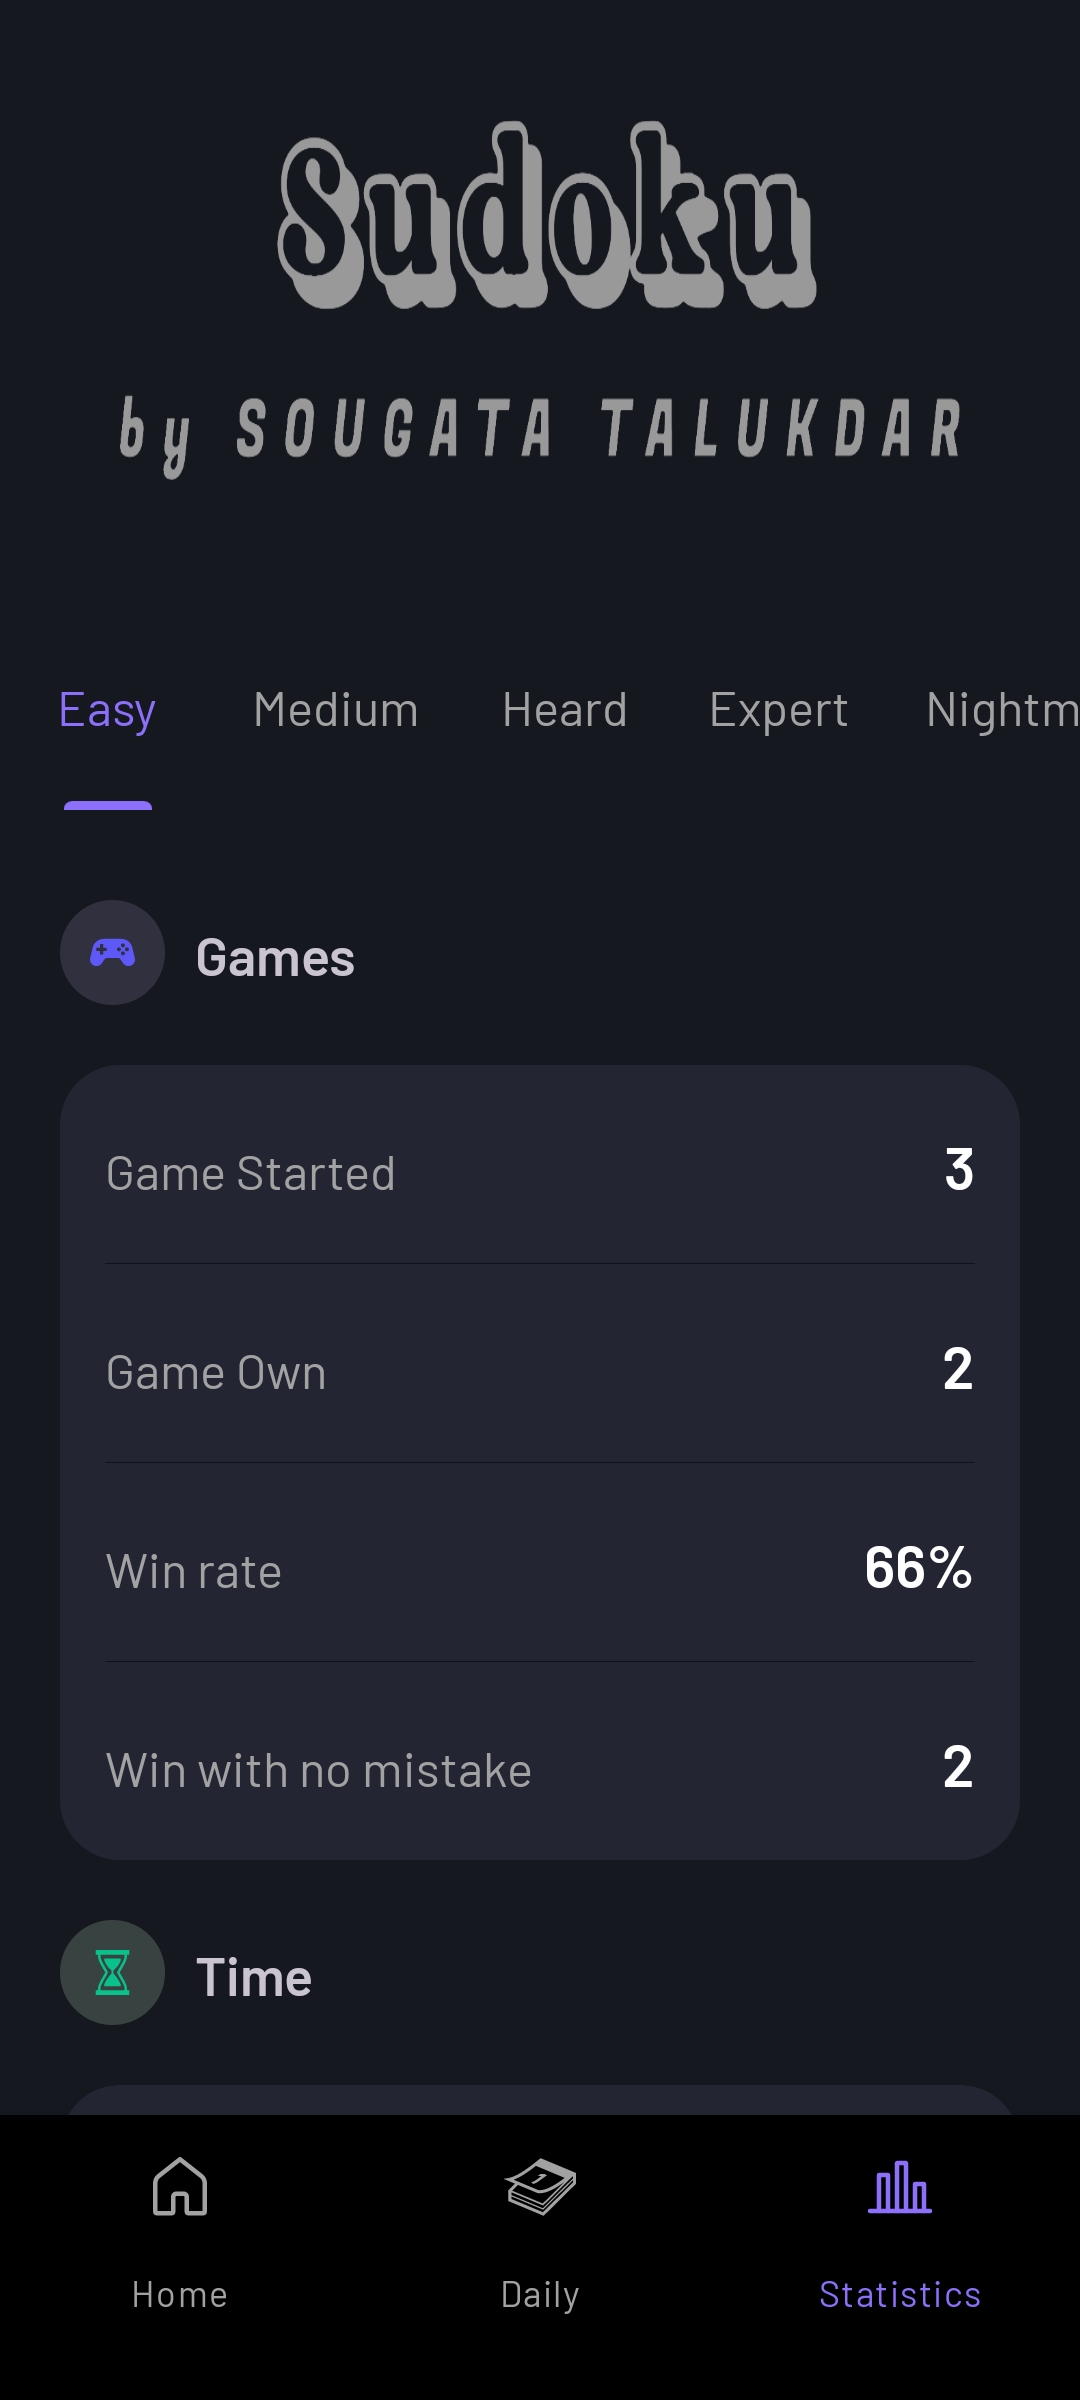 Sudoku
by SOUGATA TALUKDAR
Easy Medium Heard Expert Nightm
Games
Game Started 3
Game Own 2
Win rate 66%
Win with no mistake 2
Time
Home Daily Statistics